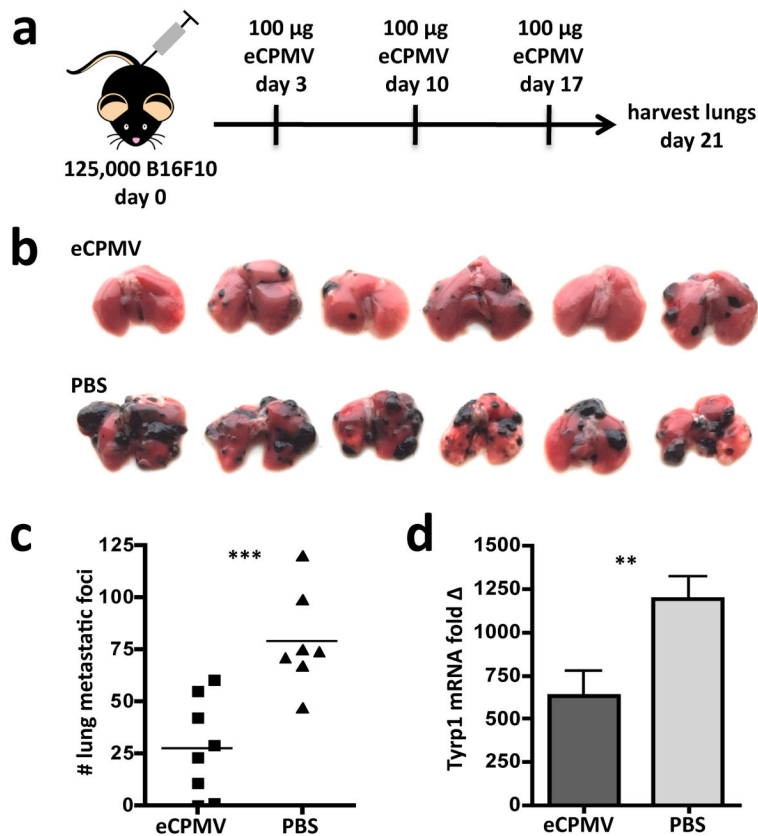 a
100 µg
eCPMV
day 3
100 µg
eCPMV
day 10
100 µg
eCPMV
day 17
harvest lungs
day 21
125,000 B16F10
day 0
b
eCPMV
PBS
c
# lung metastatic foci
125
100
75
50
25
0
***
eCPMV
PBS
d
Tyrp1 mRNA fold Δ
1500
1250
1000
750
500
250
0
**
eCPMV
PBS